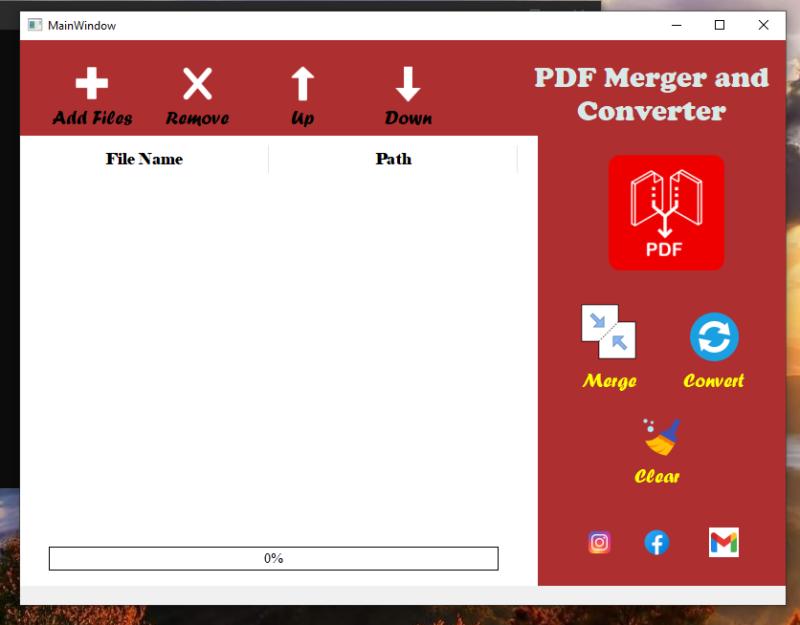 MainWindow
Add Files Remove Up Down
PDF Merger and
Converter
File Name Path
PDF
Merge Convert
Clear
0%